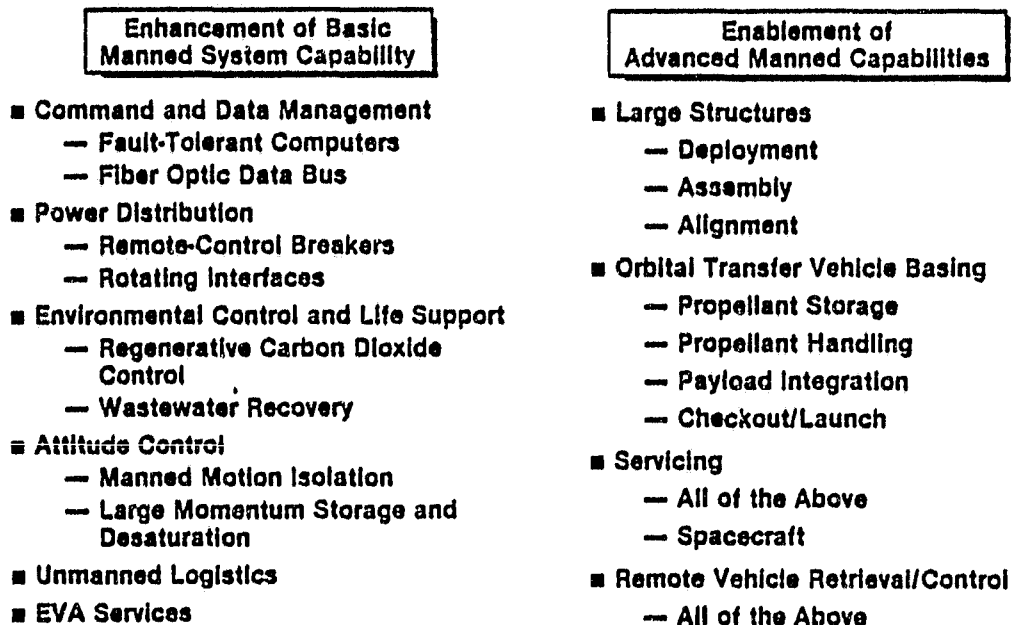 Enhancement of Basic
Manned System Capability
■ Command and Data Management
— Fault-Tolerant Computers
— Fiber Optic Data Bus
■ Power Distribution
— Remote-Control Breakers
— Rotating Interfaces
■ Environmental Control and Life Support
— Regenerative Carbon Dioxide
Control
— Wastewater Recovery
■ Attitude Control
— Manned Motion Isolation
— Large Momentum Storage and
Desaturation
■ Unmanned Logistics
■ EVA Services
Enablement of
Advanced Manned Capabilities
■ Large Structures
— Deployment
— Assembly
— Alignment
■ Orbital Transfer Vehicle Basing
— Propellant Storage
— Propellant Handling
— Payload Integration
— Checkout/Launch
■ Servicing
— All of the Above
— Spacecraft
■ Remote Vehicle Retrieval/Control
— All of the Above